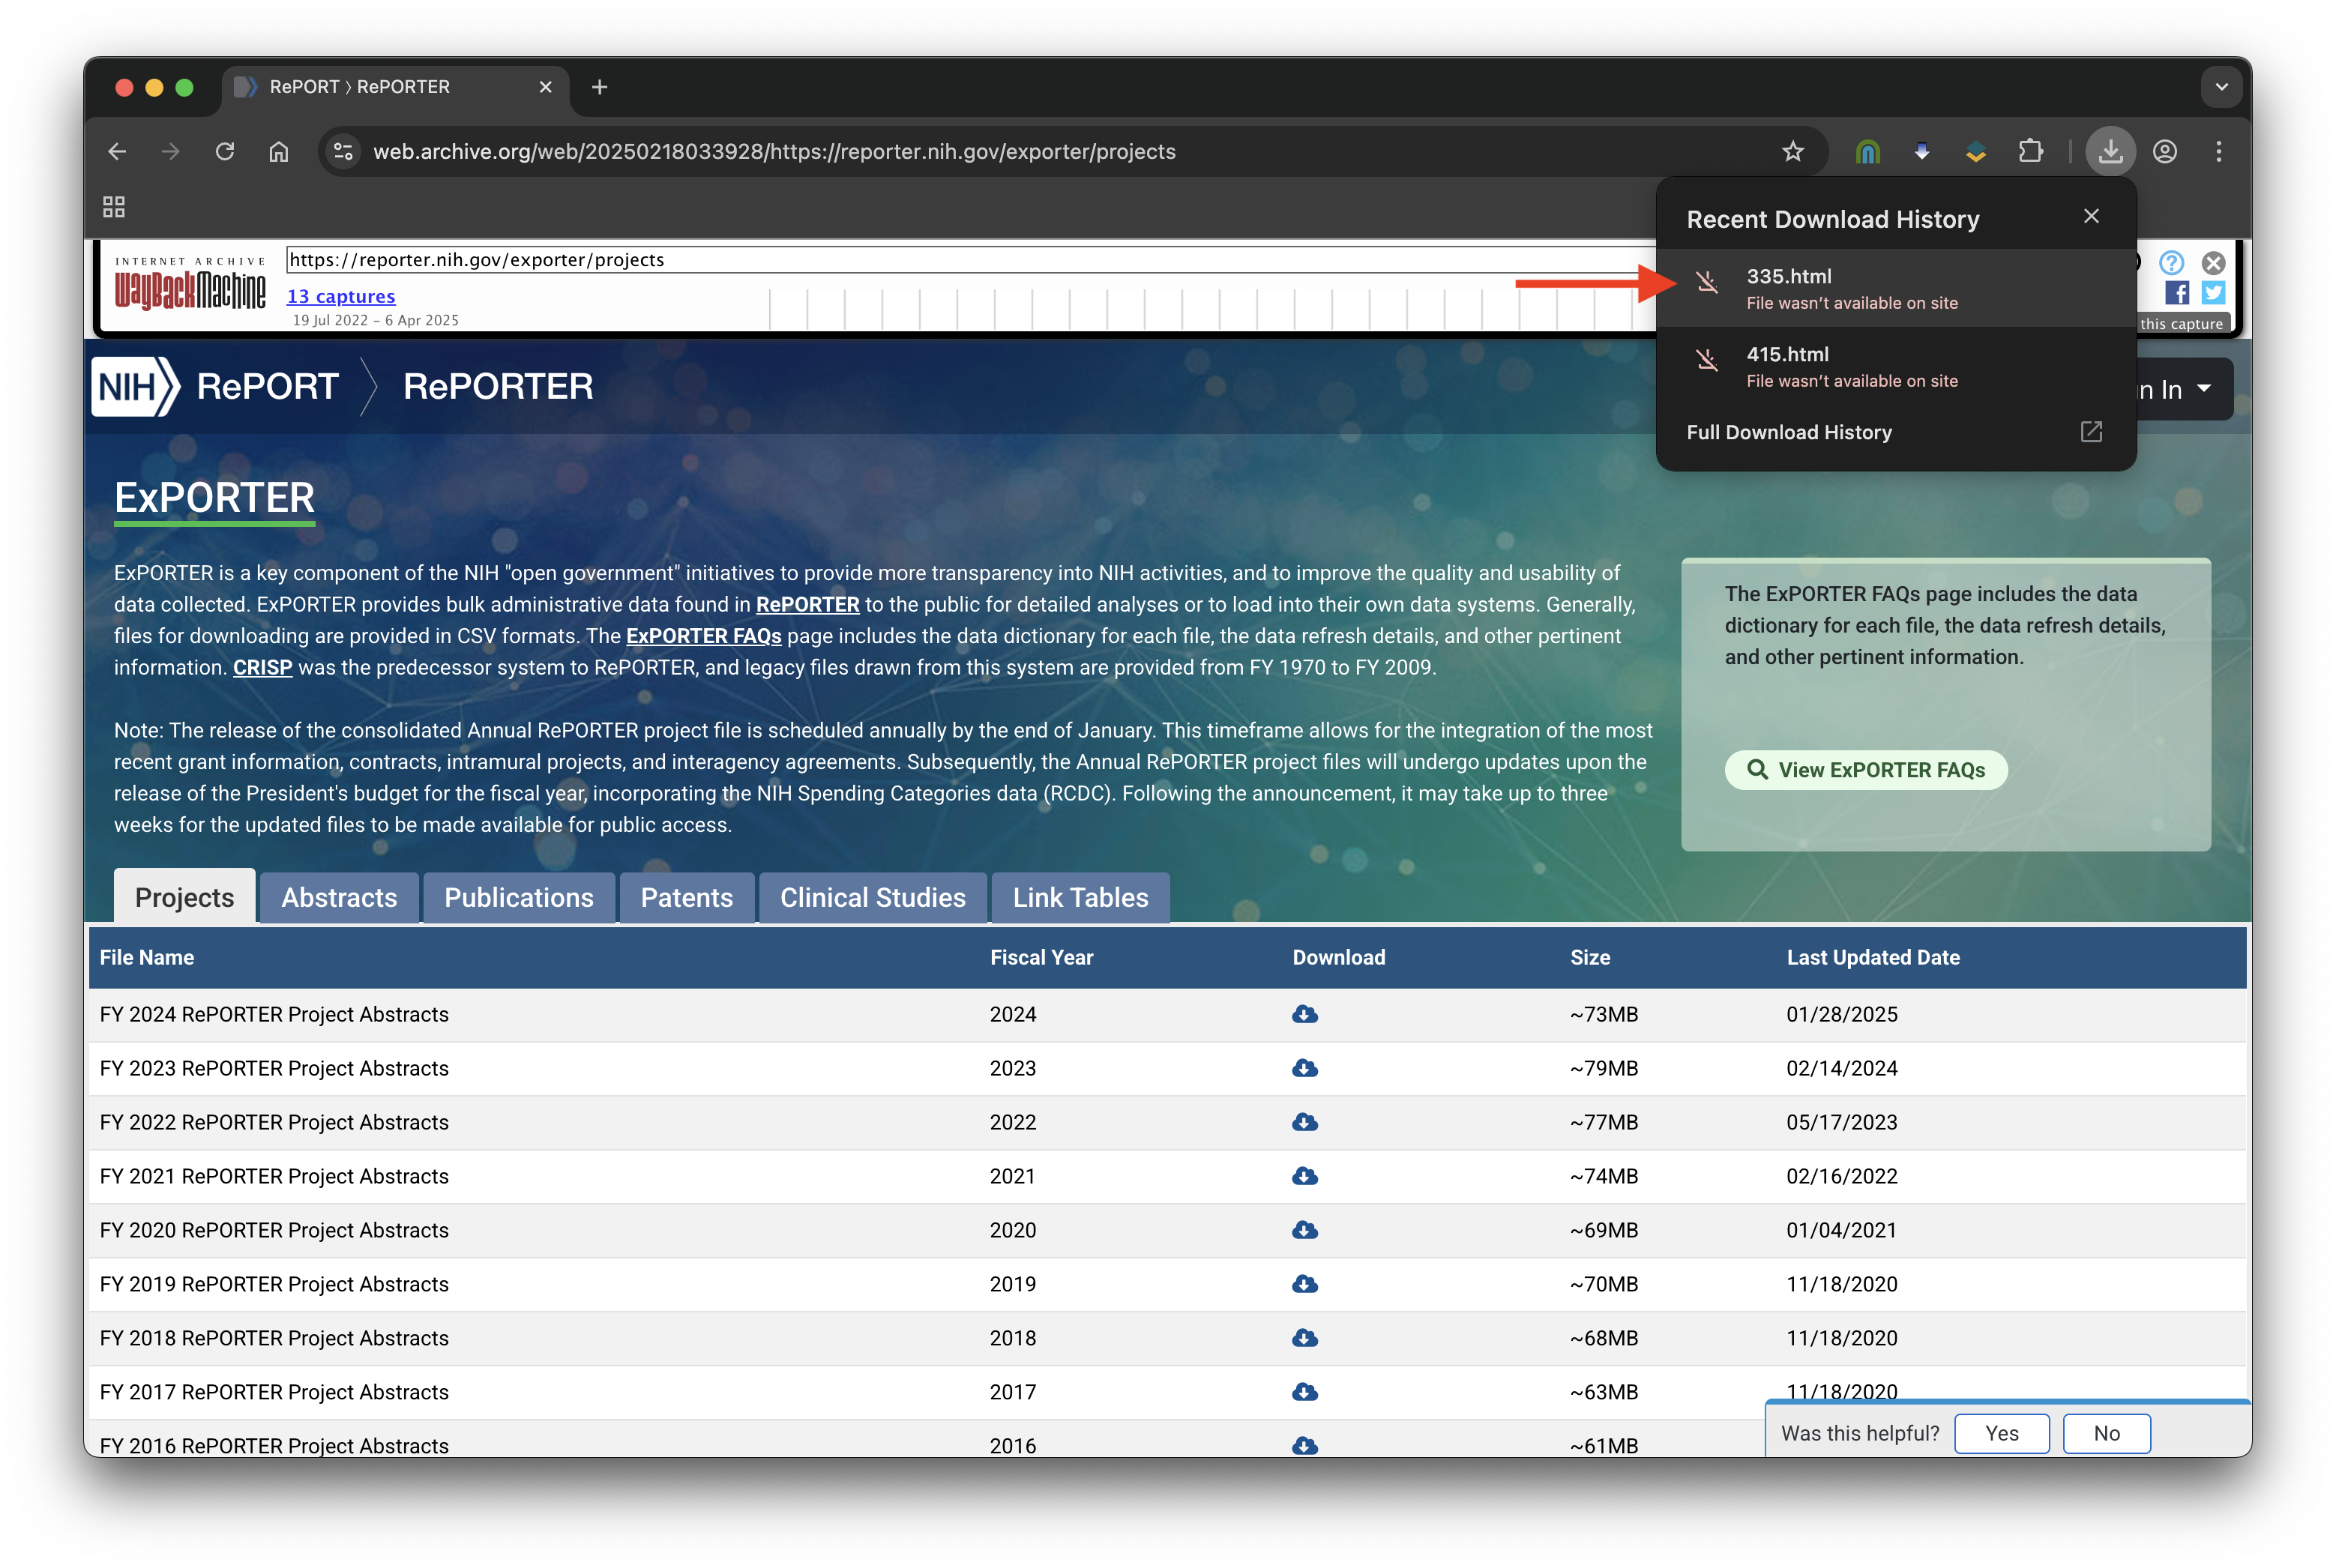 RePORT 〉RePORTER
web.archive.org/web/20250218033928/https://reporter.nih.gov/exporter/projects
Recent Download History
335.html
File wasn't available on site
415.html
File wasn't available on site
Full Download History
INTERNET ARCHIVE
WayBackMachine
https://reporter.nih.gov/exporter/projects
13 captures
19 Jul 2022 – 6 Apr 2025
this capture
NIH RePORT RePORTER
In
ExPORTER
ExPORTER is a key component of the NIH "open government" initiatives to provide more transparency into NIH activities, and to improve the quality and usability of
data collected. ExPORTER provides bulk administrative data found in RePORTER to the public for detailed analyses or to load into their own data systems. Generally,
files for downloading are provided in CSV formats. The ExPORTER FAQs page includes the data dictionary for each file, the data refresh details, and other pertinent
information. CRISP was the predecessor system to RePORTER, and legacy files drawn from this system are provided from FY 1970 to FY 2009.
Note: The release of the consolidated Annual RePORTER project file is scheduled annually by the end of January. This timeframe allows for the integration of the most
recent grant information, contracts, intramural projects, and interagency agreements. Subsequently, the Annual RePORTER project files will undergo updates upon the
release of the President's budget for the fiscal year, incorporating the NIH Spending Categories data (RCDC). Following the announcement, it may take up to three
weeks for the updated files to be made available for public access.
The ExPORTER FAQs page includes the data
dictionary for each file, the data refresh details,
and other pertinent information.
View ExPORTER FAQs
Projects Abstracts Publications Patents Clinical Studies Link Tables
File Name Fiscal Year Download Size Last Updated Date
FY 2024 RePORTER Project Abstracts 2024 ~73MB 01/28/2025
FY 2023 RePORTER Project Abstracts 2023 ~79MB 02/14/2024
FY 2022 RePORTER Project Abstracts 2022 ~77MB 05/17/2023
FY 2021 RePORTER Project Abstracts 2021 ~74MB 02/16/2022
FY 2020 RePORTER Project Abstracts 2020 ~69MB 01/04/2021
FY 2019 RePORTER Project Abstracts 2019 ~70MB 11/18/2020
FY 2018 RePORTER Project Abstracts 2018 ~68MB 11/18/2020
FY 2017 RePORTER Project Abstracts 2017 ~63MB 11/18/2020
FY 2016 RePORTER Project Abstracts 2016 ~61MB
Was this helpful? Yes No